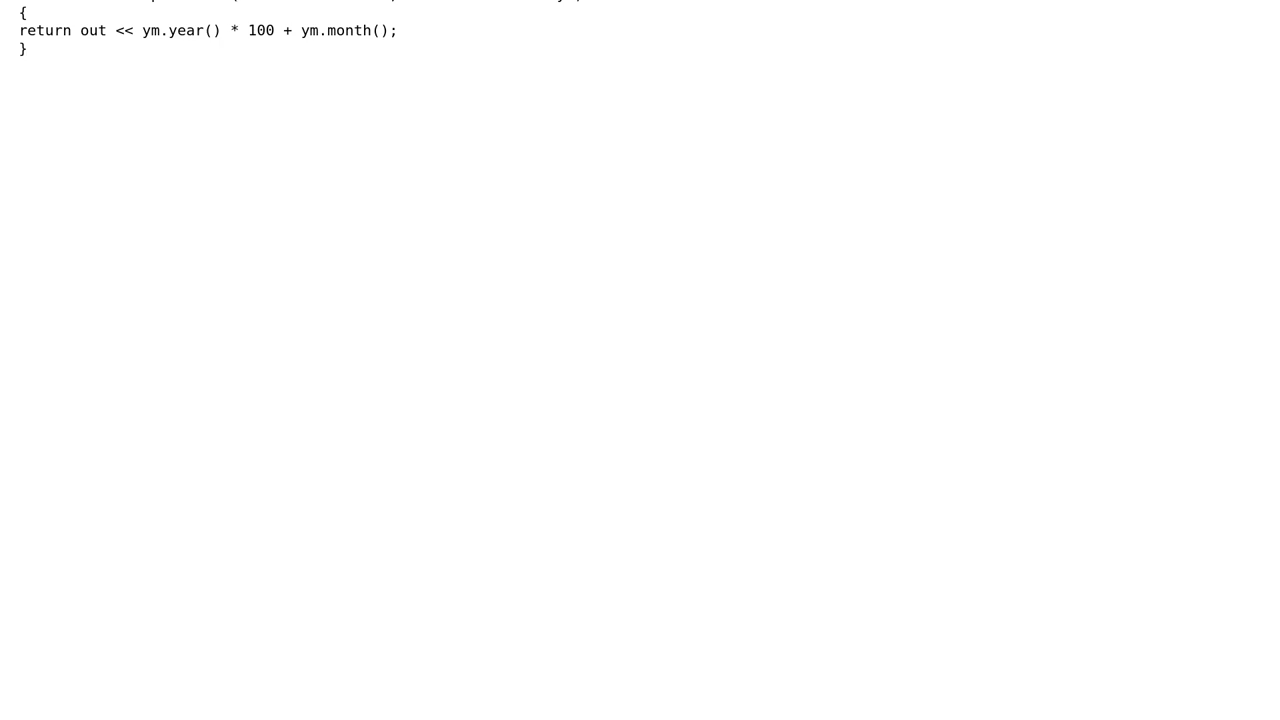 {
return out << ym.year() * 100 + ym.month();
}